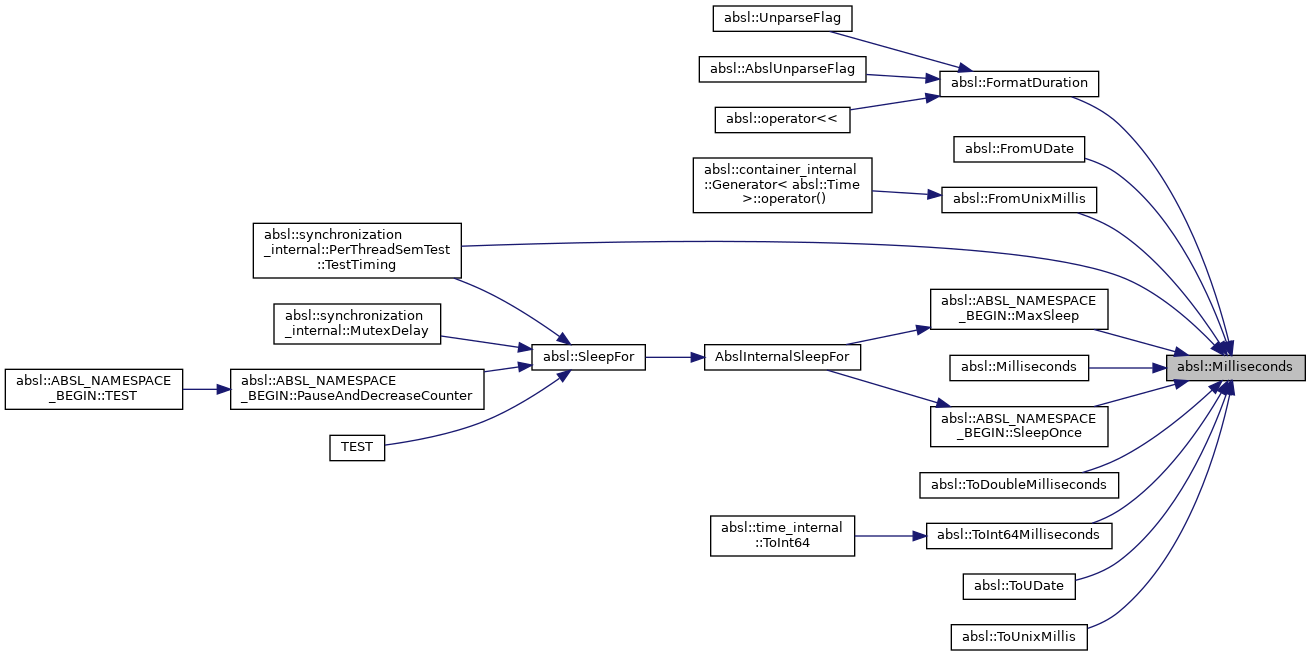 absl::UnparseFlag
absl::AbslUnparseFlag
absl::FormatDuration
absl::operator<<
absl::FromUDate
absl::container_internal
::Generator< absl::Time
>::operator()
absl::FromUnixMillis
absl::synchronization
_internal::PerThreadSemTest
::TestTiming
absl::ABSL_NAMESPACE
_BEGIN::MaxSleep
absl::synchronization
_internal::MutexDelay
absl::SleepFor
AbslInternalSleepFor
absl::Milliseconds
absl::Milliseconds
absl::ABSL_NAMESPACE
_BEGIN::TEST
absl::ABSL_NAMESPACE
_BEGIN::PauseAndDecreaseCounter
absl::ABSL_NAMESPACE
_BEGIN::SleepOnce
TEST
absl::ToDoubleMilliseconds
absl::time_internal
::ToInt64
absl::ToInt64Milliseconds
absl::ToUDate
absl::ToUnixMillis